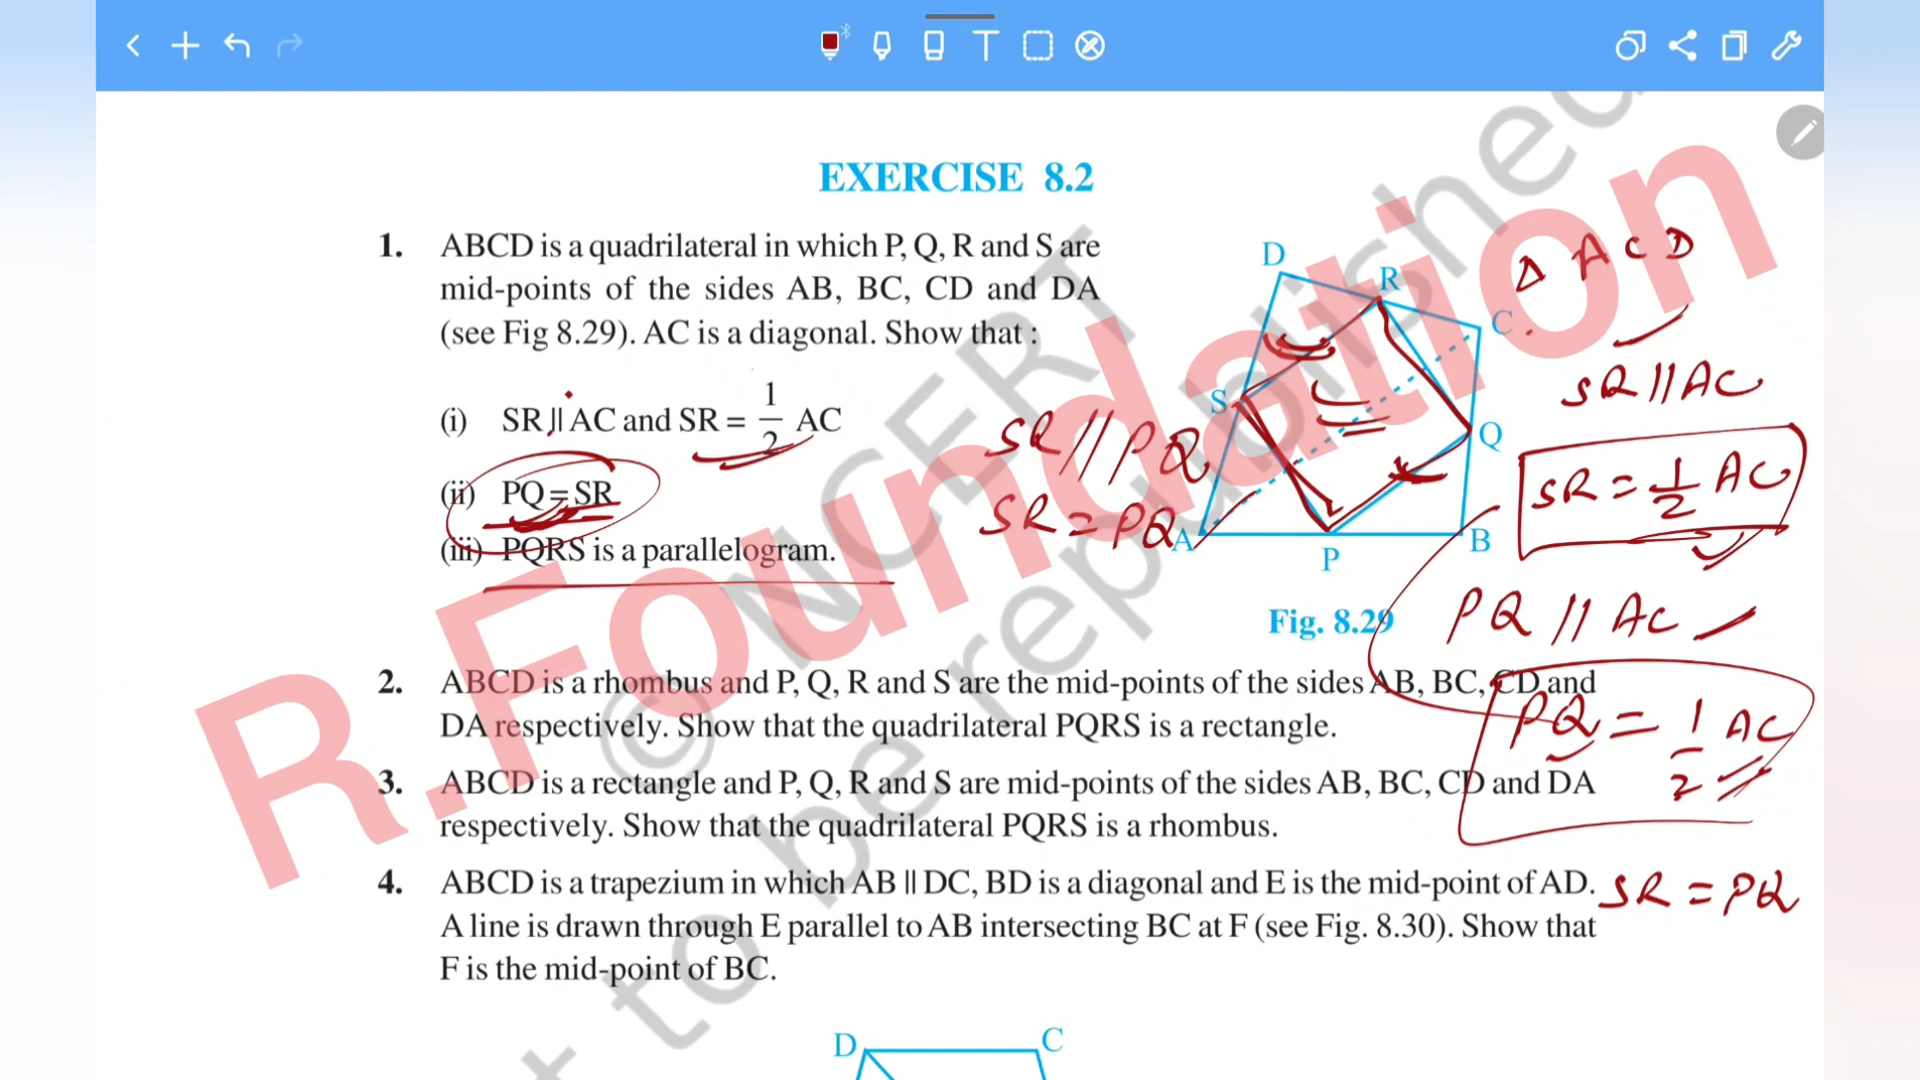 EXERCISE 8.2
1. ABCD is a quadrilateral in which P, Q, R and S are
mid-points of the sides AB, BC, CD and DA
(see Fig 8.29). AC is a diagonal. Show that :
(i) SR || AC and SR = 1/2 AC
(ii) PQ = SR
(iii) PQRS is a parallelogram.
D
R
C
S
Q
A
P
B
Fig. 8.29
Δ ACD
SR // AC
SR = 1/2 AC
PQ // AC
PQ = 1/2 AC
SR = PQ
SR // PQ
SR = PQ
2. ABCD is a rhombus and P, Q, R and S are the mid-points of the sides AB, BC, CD and
DA respectively. Show that the quadrilateral PQRS is a rectangle.
3. ABCD is a rectangle and P, Q, R and S are mid-points of the sides AB, BC, CD and DA
respectively. Show that the quadrilateral PQRS is a rhombus.
4. ABCD is a trapezium in which AB || DC, BD is a diagonal and E is the mid-point of AD.
A line is drawn through E parallel to AB intersecting BC at F (see Fig. 8.30). Show that
F is the mid-point of BC.
D
C
R.Foundation
© NCERT
to be republished